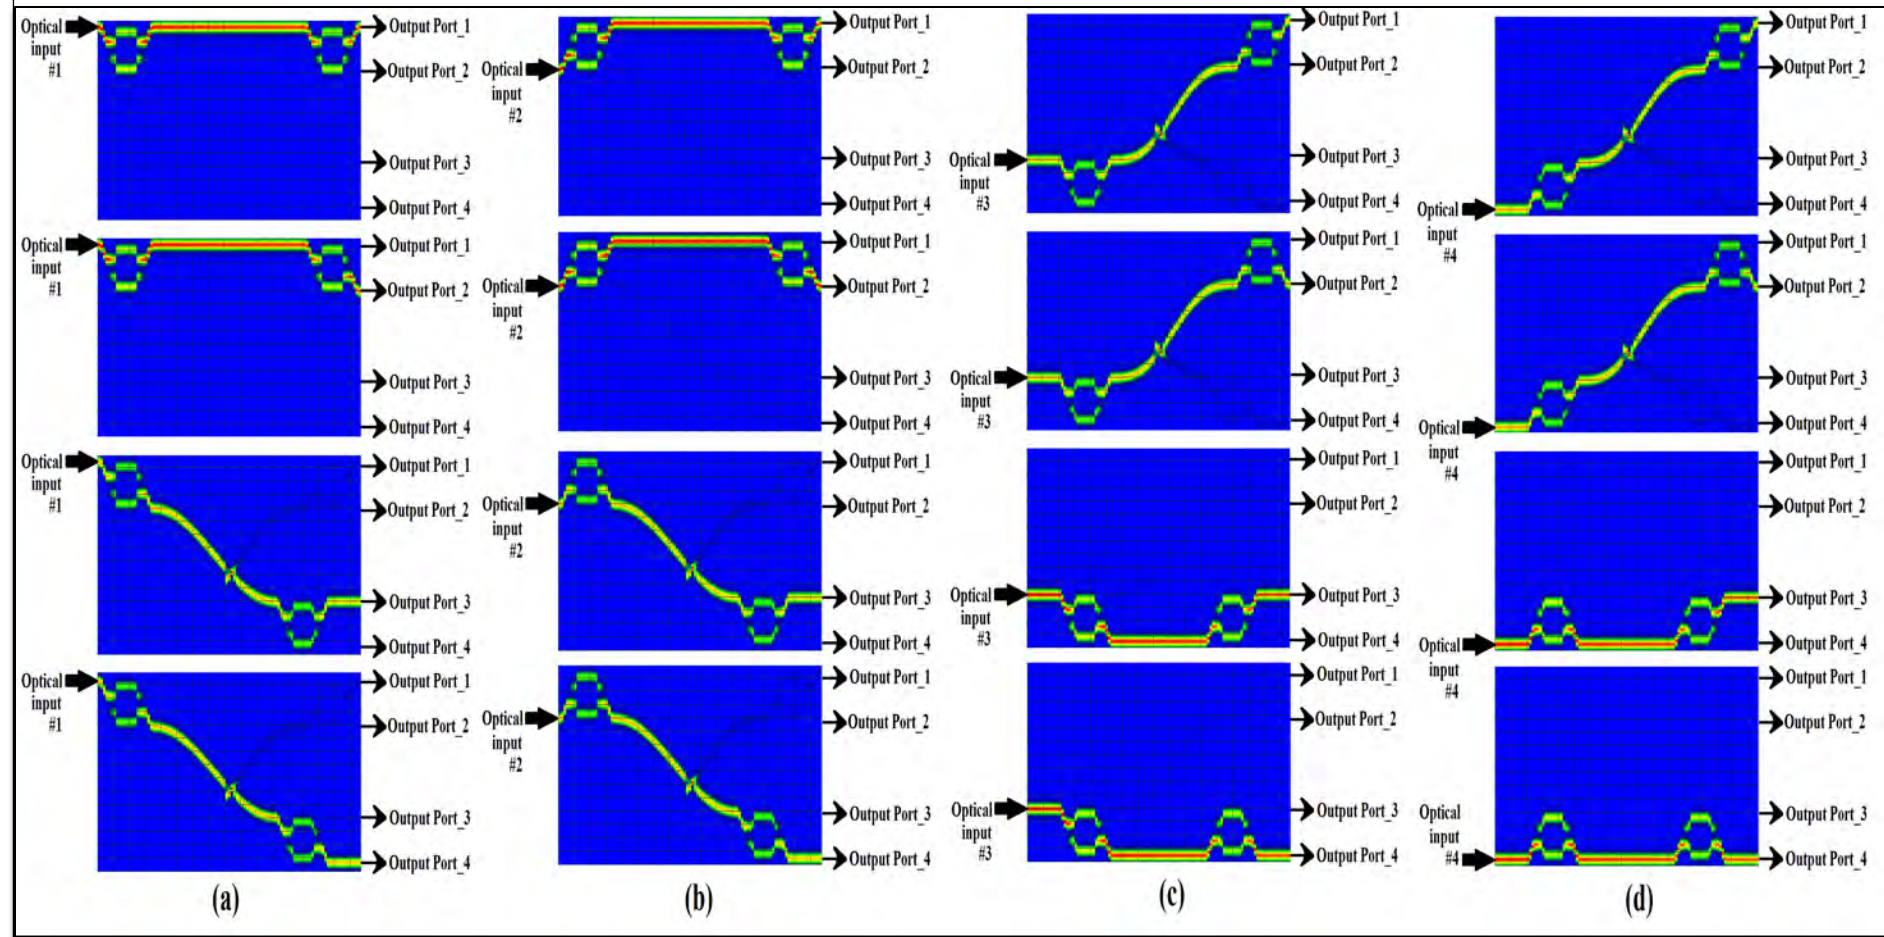 Optical
input
#1
Output Port_1
Output Port_2
Output Port_3
Output Port_4
Optical
input
#1
Output Port_1
Output Port_2
Output Port_3
Output Port_4
Optical
input
#1
Output Port_1
Output Port_2
Output Port_3
Output Port_4
Optical
input
#1
Output Port_1
Output Port_2
Output Port_3
Output Port_4
(a)
Optical
input
#2
Output Port_1
Output Port_2
Output Port_3
Output Port_4
Optical
input
#2
Output Port_1
Output Port_2
Output Port_3
Output Port_4
Optical
input
#2
Output Port_1
Output Port_2
Output Port_3
Output Port_4
Optical
input
#2
Output Port_1
Output Port_2
Output Port_3
Output Port_4
(b)
Optical
input
#3
Output Port_1
Output Port_2
Output Port_3
Output Port_4
Optical
input
#3
Output Port_1
Output Port_2
Output Port_3
Output Port_4
Optical
input
#3
Output Port_1
Output Port_2
Output Port_3
Output Port_4
Optical
input
#3
Output Port_1
Output Port_2
Output Port_3
Output Port_4
(c)
Optical
input
#4
Output Port_1
Output Port_2
Output Port_3
Output Port_4
Optical
input
#4
Output Port_1
Output Port_2
Output Port_3
Output Port_4
Optical
input
#4
Output Port_1
Output Port_2
Output Port_3
Output Port_4
Optical
input
#4
Output Port_1
Output Port_2
Output Port_3
Output Port_4
(d)